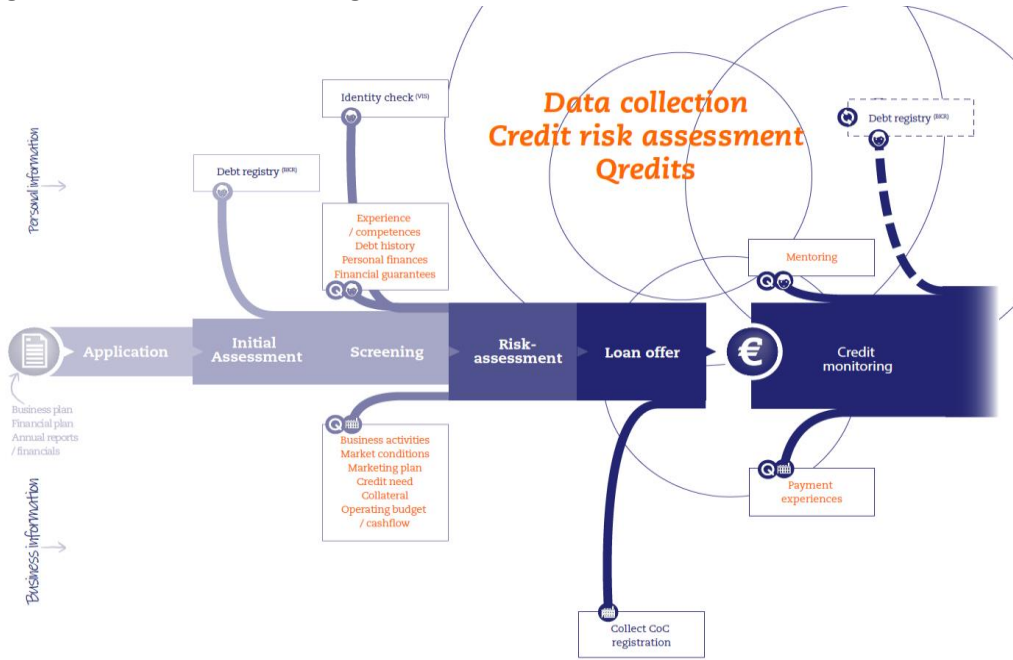 Data collection
Credit risk assessment
Qredits
Personal information
Identity check (VIS)
Debt registry (BKR)
Debt registry (BKR)
Experience
/ competences
Debt history
Personal finances
Financial guarantees
Mentoring
Application
Initial
Assessment
Screening
Risk-
assessment
Loan offer
€
Credit
monitoring
Business plan
Financial plan
Annual reports
/ financials
Q
Q
Q
Q
Business activities
Market conditions
Marketing plan
Credit need
Collateral
Operating budget
/ cashflow
Payment
experiences
Business information
Collect CoC
registration